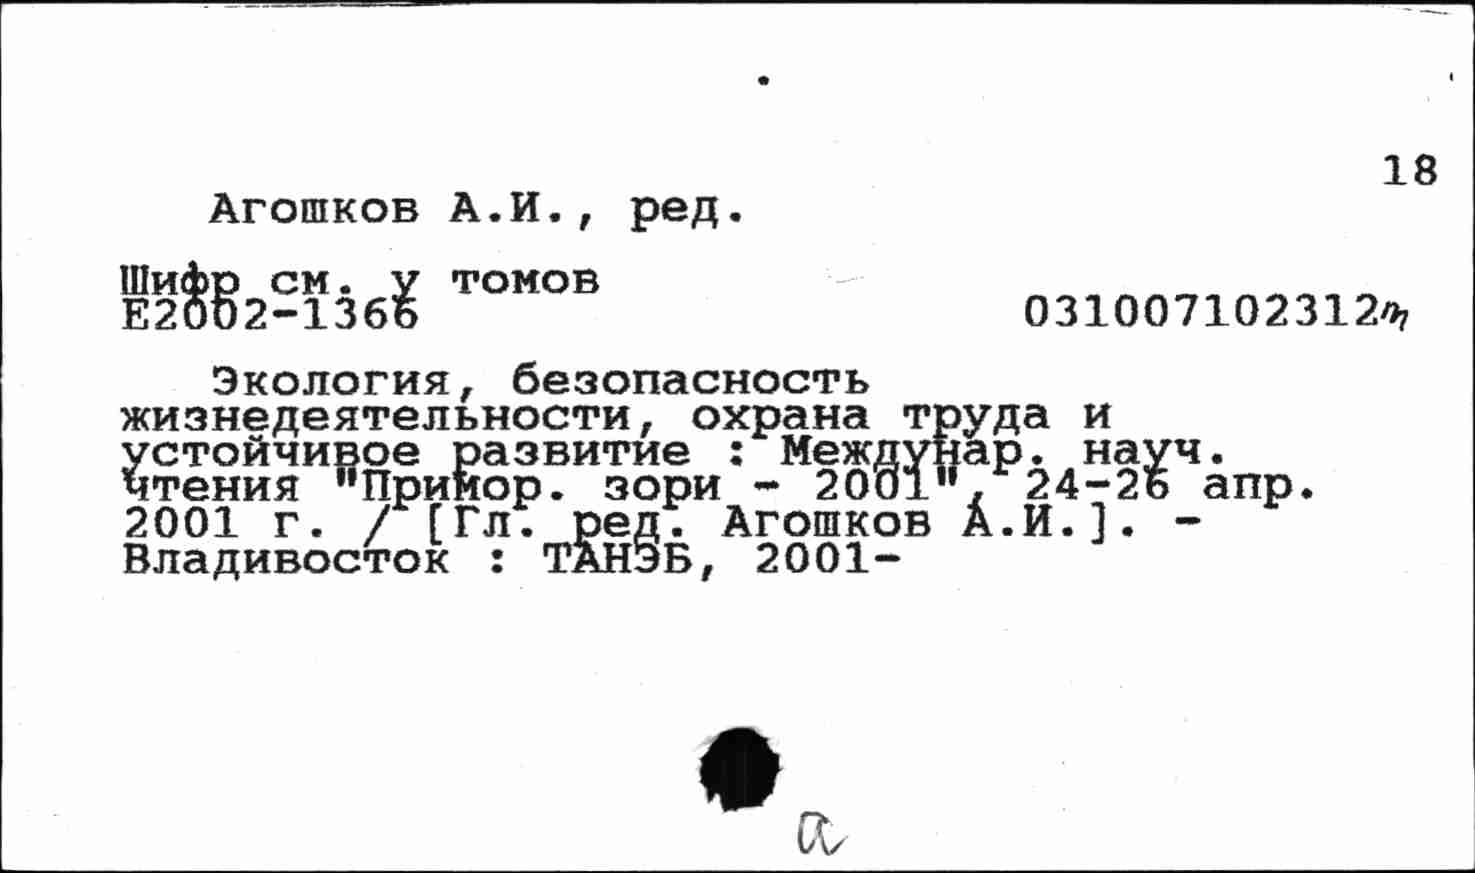 18
Агошков А.И., ред.
Шифр см. у томов
Е2002-1366 031007102312m
Экология, безопасность
жизнедеятельности, охрана труда и
устойчивое развитие : Междунар. науч.
чтения "Примор. зори - 2001", 24-26 апр.
2001 г. / [Гл. ред. Агошков А.И.]. -
Владивосток : ТАНЭБ, 2001-
а